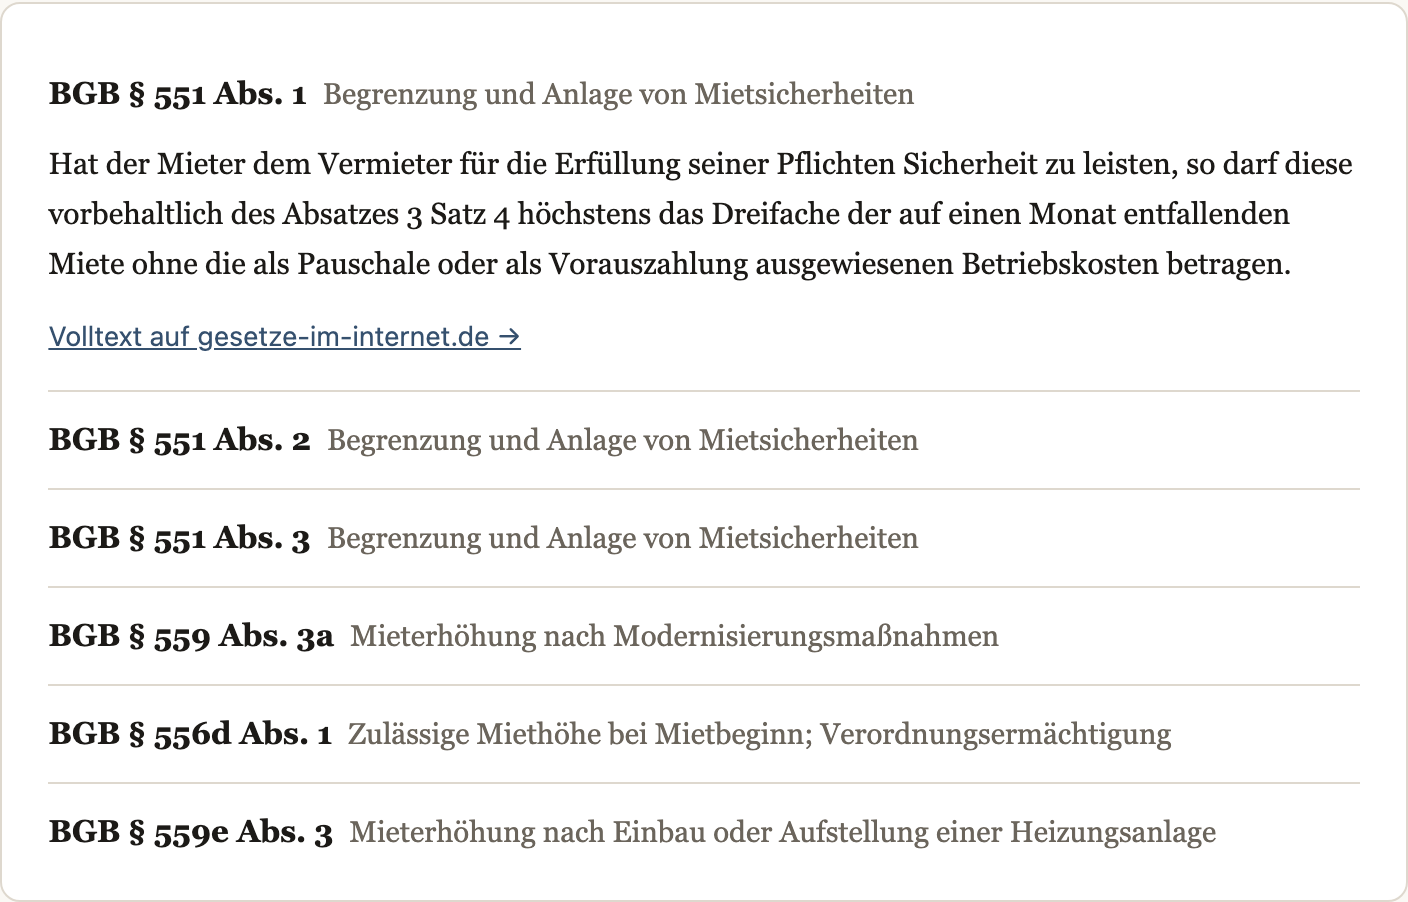 BGB § 551 Abs. 1 Begrenzung und Anlage von Mietsicherheiten
Hat der Mieter dem Vermieter für die Erfüllung seiner Pflichten Sicherheit zu leisten, so darf diese
vorbehaltlich des Absatzes 3 Satz 4 höchstens das Dreifache der auf einen Monat entfallenden
Miete ohne die als Pauschale oder als Vorauszahlung ausgewiesenen Betriebskosten betragen.
Volltext auf gesetze-im-internet.de →
BGB § 551 Abs. 2 Begrenzung und Anlage von Mietsicherheiten
BGB § 551 Abs. 3 Begrenzung und Anlage von Mietsicherheiten
BGB § 559 Abs. 3a Mieterhöhung nach Modernisierungsmaßnahmen
BGB § 556d Abs. 1 Zulässige Miethöhe bei Mietbeginn; Verordnungsermächtigung
BGB § 559e Abs. 3 Mieterhöhung nach Einbau oder Aufstellung einer Heizungsanlage